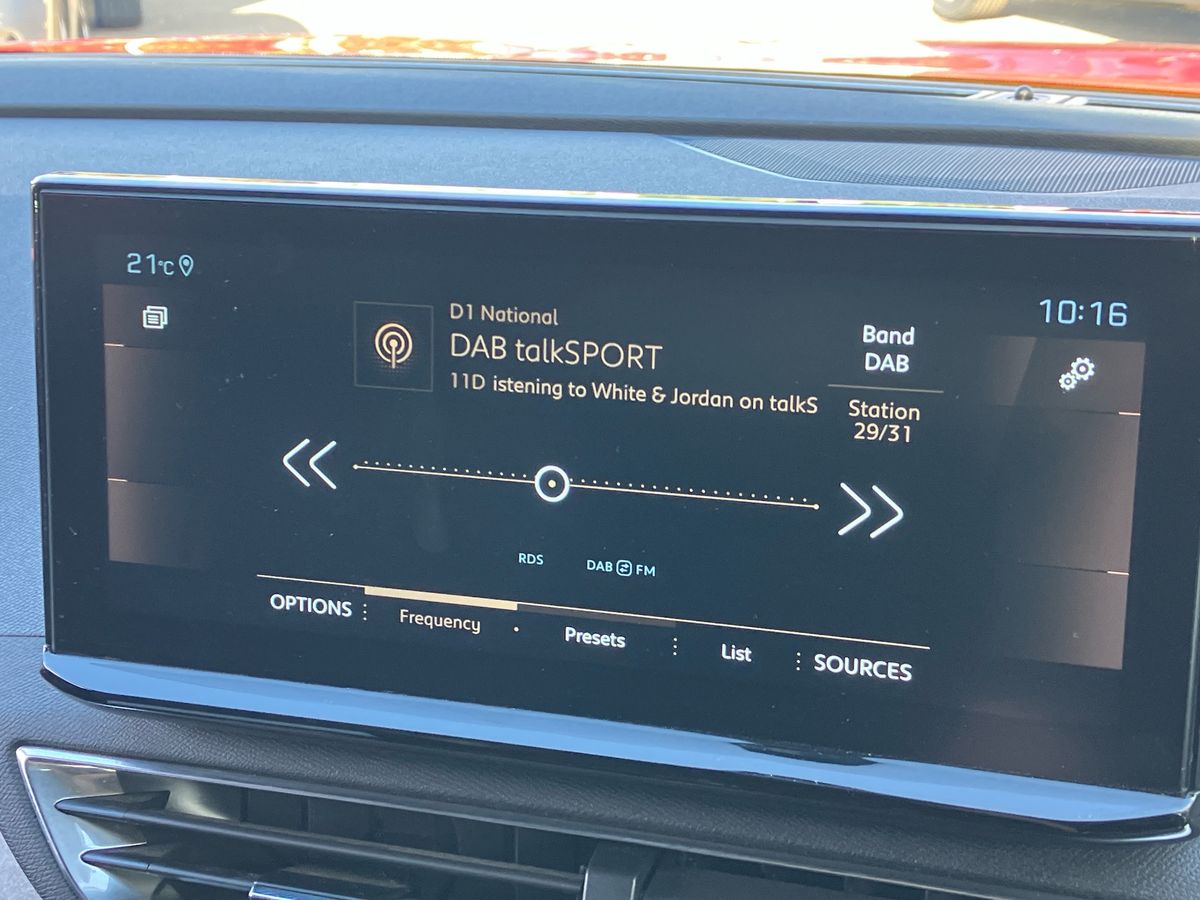 21°C
10:16
D1 National
DAB talkSPORT
11D istening to White & Jordan on talkS
Band
DAB
Station
29/31
RDS
DAB FM
OPTIONS
Frequency
Presets
List
SOURCES